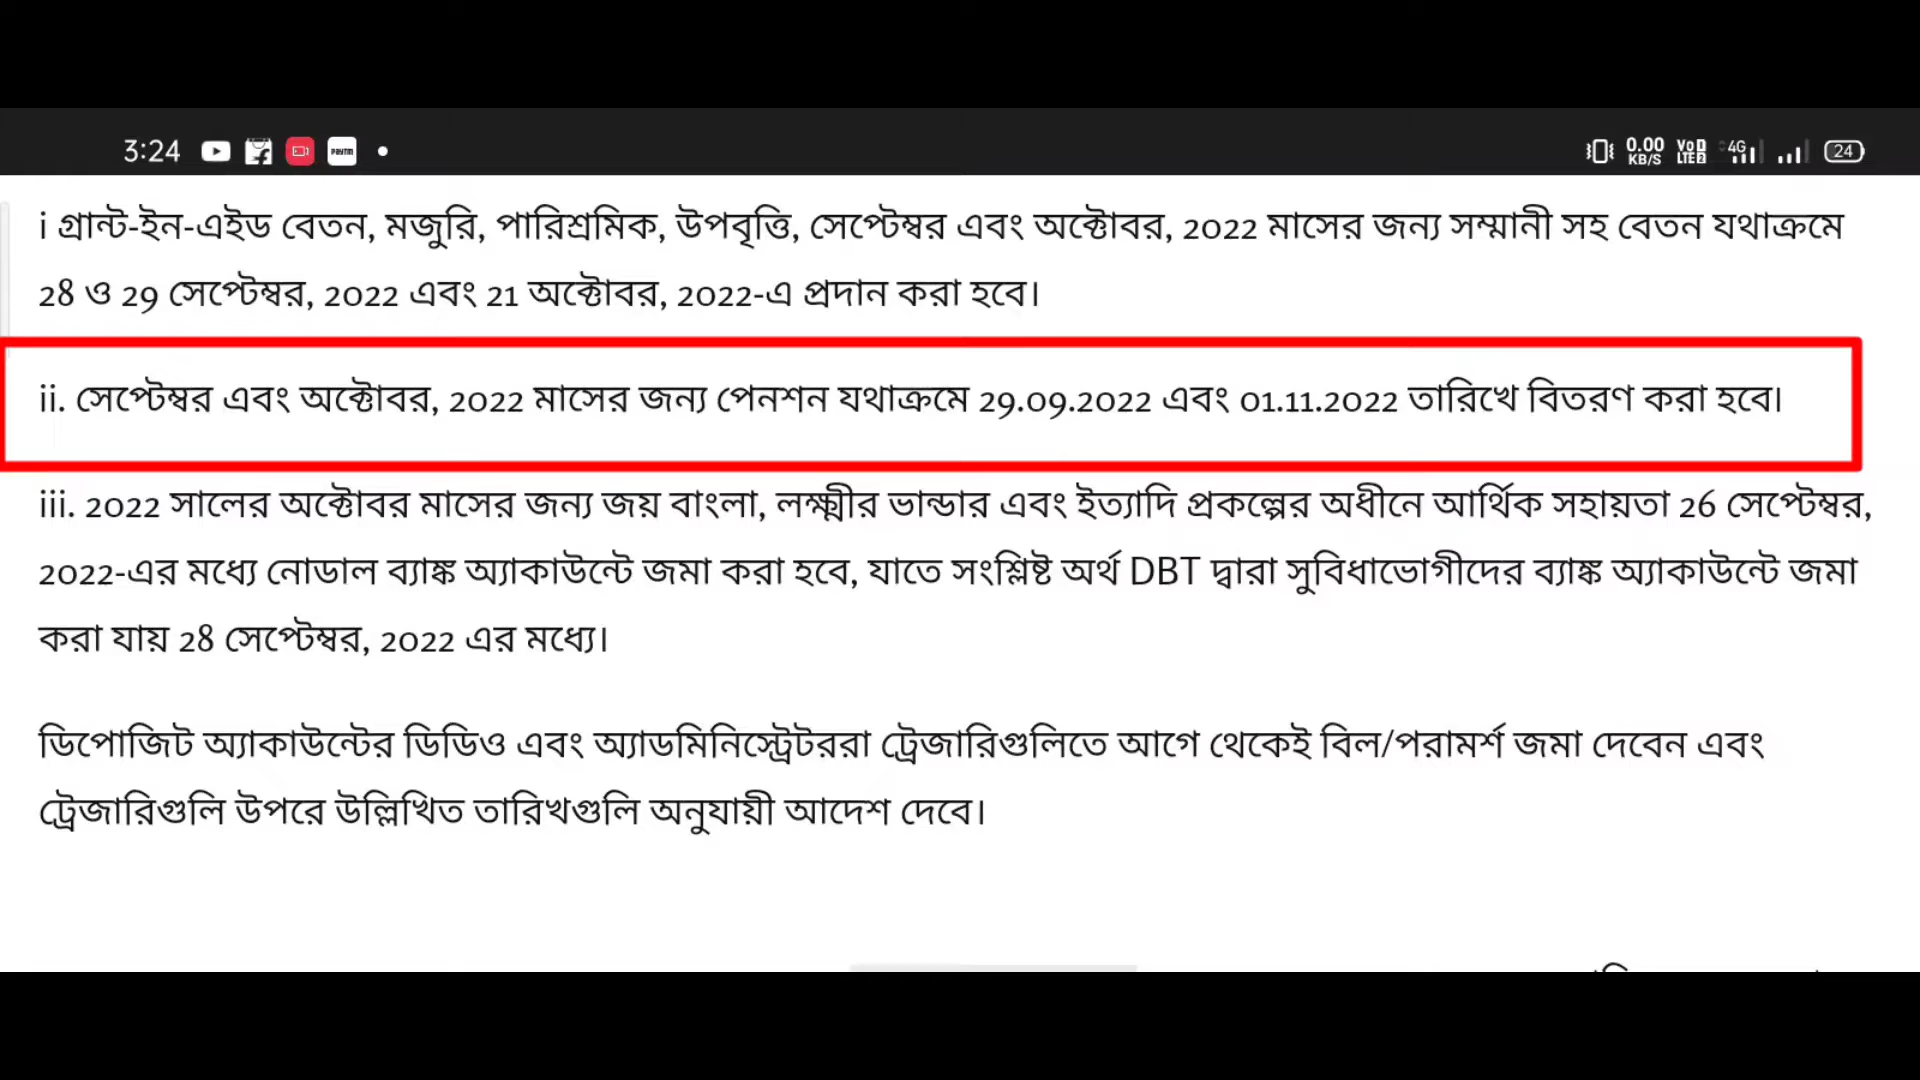 3:24 Paytm 0.00 KB/S VoD LTE2 4G 24
i গ্রান্ট-ইন-এইড বেতন, মজুরি, পারিশ্রমিক, উপবৃত্তি, সেপ্টেম্বর এবং অক্টোবর, 2022 মাসের জন্য সম্মানী সহ বেতন যথাক্রমে
28 ও 29 সেপ্টেম্বর, 2022 এবং 21 অক্টোবর, 2022-এ প্রদান করা হবে।
ii. সেপ্টেম্বর এবং অক্টোবর, 2022 মাসের জন্য পেনশন যথাক্রমে 29.09.2022 এবং 01.11.2022 তারিখে বিতরণ করা হবে।
iii. 2022 সালের অক্টোবর মাসের জন্য জয় বাংলা, লক্ষ্মীর ভান্ডার এবং ইত্যাদি প্রকল্পের অধীনে আর্থিক সহায়তা 26 সেপ্টেম্বর,
2022-এর মধ্যে নোডাল ব্যাঙ্ক অ্যাকাউন্টে জমা করা হবে, যাতে সংশ্লিষ্ট অর্থ DBT দ্বারা সুবিধাভোগীদের ব্যাঙ্ক অ্যাকাউন্টে জমা
করা যায় 28 সেপ্টেম্বর, 2022 এর মধ্যে।
ডিপোজিট অ্যাকাউন্টের ডিডিও এবং অ্যাডমিনিস্ট্রেটররা ট্রেজারিগুলিতে আগে থেকেই বিল/পরামর্শ জমা দেবেন এবং
ট্রেজারিগুলি উপরে উল্লিখিত তারিখগুলি অনুযায়ী আদেশ দেবে।